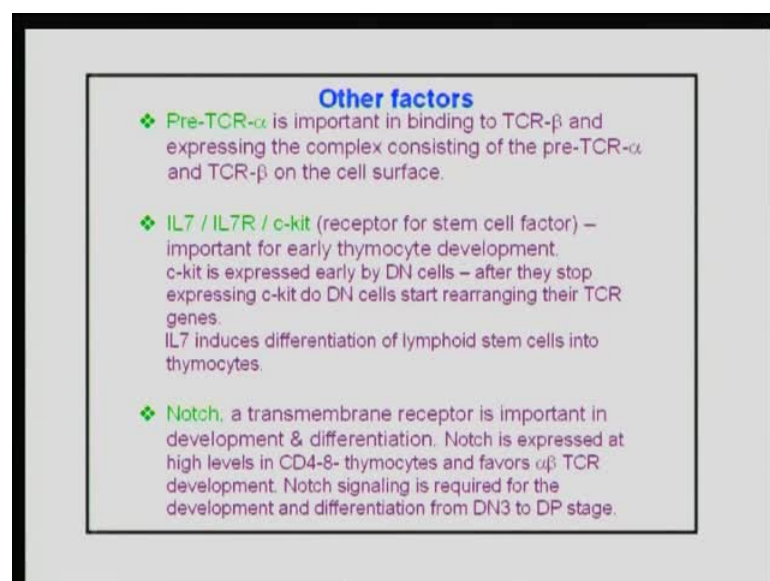 Other factors
❖ Pre-TCR-α is important in binding to TCR-β and
expressing the complex consisting of the pre-TCR-α
and TCR-β on the cell surface.
❖ IL7 / IL7R / c-kit (receptor for stem cell factor) –
important for early thymocyte development.
c-kit is expressed early by DN cells – after they stop
expressing c-kit do DN cells start rearranging their TCR
genes.
IL7 induces differentiation of lymphoid stem cells into
thymocytes.
❖ Notch, a transmembrane receptor is important in
development & differentiation. Notch is expressed at
high levels in CD4-8- thymocytes and favors αβ TCR
development. Notch signaling is required for the
development and differentiation from DN3 to DP stage.